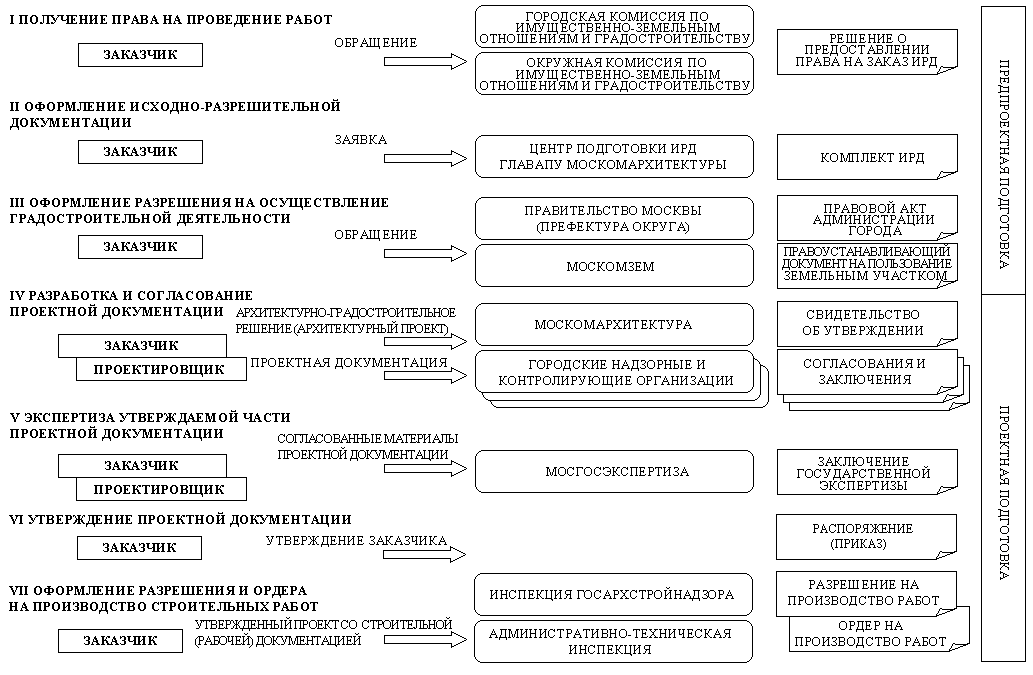 I ПОЛУЧЕНИЕ ПРАВА НА ПРОВЕДЕНИЕ РАБОТ
ЗАКАЗЧИК
ОБРАЩЕНИЕ
ГОРОДСКАЯ КОМИССИЯ ПО
ИМУЩЕСТВЕННО-ЗЕМЕЛЬНЫМ
ОТНОШЕНИЯМ И ГРАДОСТРОИТЕЛЬСТВУ
ОКРУЖНАЯ КОМИССИЯ ПО
ИМУЩЕСТВЕННО-ЗЕМЕЛЬНЫМ
ОТНОШЕНИЯМ И ГРАДОСТРОИТЕЛЬСТВУ
РЕШЕНИЕ О
ПРЕДОСТАВЛЕНИИ
ПРАВА НА ЗАКАЗ ИРД
ПРЕДПРОЕКТНАЯ ПОДГОТОВКА
II ОФОРМЛЕНИЕ ИСХОДНО-РАЗРЕШИТЕЛЬНОЙ
ДОКУМЕНТАЦИИ
ЗАКАЗЧИК
ЗАЯВКА
ЦЕНТР ПОДГОТОВКИ ИРД
ГЛАВАПУ МОСКОМАРХИТЕКТУРЫ
КОМПЛЕКТ ИРД
III ОФОРМЛЕНИЕ РАЗРЕШЕНИЯ НА ОСУЩЕСТВЛЕНИЕ
ГРАДОСТРОИТЕЛЬНОЙ ДЕЯТЕЛЬНОСТИ
ЗАКАЗЧИК
ОБРАЩЕНИЕ
ПРАВИТЕЛЬСТВО МОСКВЫ
(ПРЕФЕКТУРА ОКРУГА)
МОСКОМЗЕМ
ПРАВОВОЙ АКТ
АДМИНИСТРАЦИИ
ГОРОДА
ПРАВОУСТАНАВЛИВАЮЩИЙ
ДОКУМЕНТ НА ПОЛЬЗОВАНИЕ
ЗЕМЕЛЬНЫМ УЧАСТКОМ
IV РАЗРАБОТКА И СОГЛАСОВАНИЕ
ПРОЕКТНОЙ ДОКУМЕНТАЦИИ
ЗАКАЗЧИК
ПРОЕКТИРОВЩИК
АРХИТЕКТУРНО-ГРАДОСТРОИТЕЛЬНОЕ
РЕШЕНИЕ (АРХИТЕКТУРНЫЙ ПРОЕКТ)
ПРОЕКТНАЯ ДОКУМЕНТАЦИЯ
МОСКОМАРХИТЕКТУРА
ГОРОДСКИЕ НАДЗОРНЫЕ И
КОНТРОЛИРУЮЩИЕ ОРГАНИЗАЦИИ
СВИДЕТЕЛЬСТВО
ОБ УТВЕРЖДЕНИИ
СОГЛАСОВАНИЯ И
ЗАКЛЮЧЕНИЯ
ПРОЕКТНАЯ ПОДГОТОВКА
V ЭКСПЕРТИЗА УТВЕРЖДАЕМОЙ ЧАСТИ
ПРОЕКТНОЙ ДОКУМЕНТАЦИИ
ЗАКАЗЧИК
ПРОЕКТИРОВЩИК
СОГЛАСОВАННЫЕ МАТЕРИАЛЫ
ПРОЕКТНОЙ ДОКУМЕНТАЦИИ
МОСГОСЭКСПЕРТИЗА
ЗАКЛЮЧЕНИЕ
ГОСУДАРСТВЕННОЙ
ЭКСПЕРТИЗЫ
VI УТВЕРЖДЕНИЕ ПРОЕКТНОЙ ДОКУМЕНТАЦИИ
ЗАКАЗЧИК
УТВЕРЖДЕНИЕ ЗАКАЗЧИКА
РАСПОРЯЖЕНИЕ
(ПРИКАЗ)
VII ОФОРМЛЕНИЕ РАЗРЕШЕНИЯ И ОРДЕРА
НА ПРОИЗВОДСТВО СТРОИТЕЛЬНЫХ РАБОТ
ЗАКАЗЧИК
УТВЕРЖДЕННЫЙ ПРОЕКТ СО СТРОИТЕЛЬНОЙ
(РАБОЧЕЙ) ДОКУМЕНТАЦИЕЙ
ИНСПЕКЦИЯ ГОСАРХСТРОЙНАДЗОРА
АДМИНИСТРАТИВНО-ТЕХНИЧЕСКАЯ
ИНСПЕКЦИЯ
РАЗРЕШЕНИЕ НА
ПРОИЗВОДСТВО РАБОТ
ОРДЕР НА
ПРОИЗВОДСТВО РАБОТ